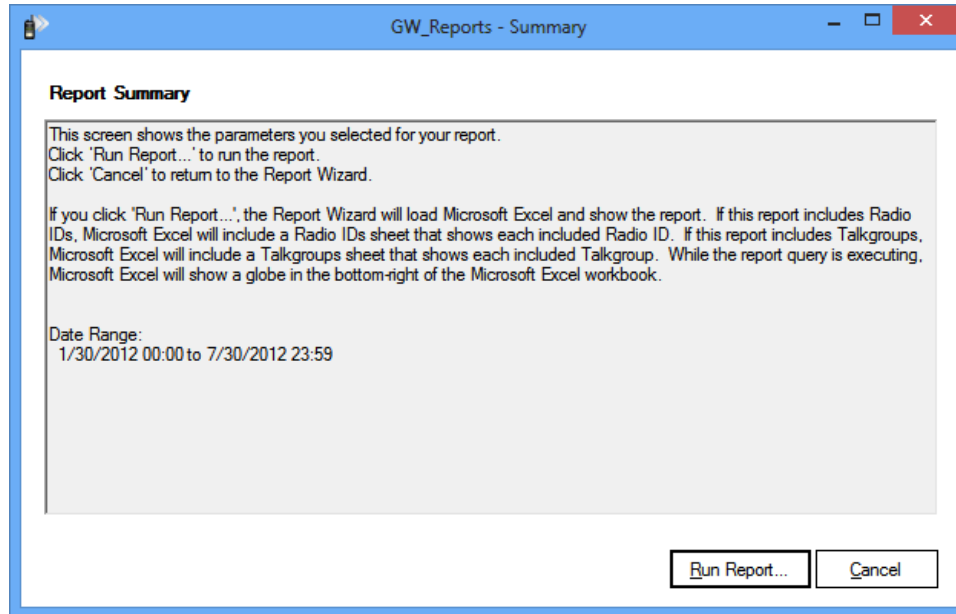 GW_Reports - Summary
Report Summary
This screen shows the parameters you selected for your report.
Click 'Run Report...' to run the report.
Click 'Cancel' to return to the Report Wizard.
If you click 'Run Report...', the Report Wizard will load Microsoft Excel and show the report.  If this report includes Radio
IDs, Microsoft Excel will include a Radio IDs sheet that shows each included Radio ID.  If this report includes Talkgroups,
Microsoft Excel will include a Talkgroups sheet that shows each included Talkgroup.  While the report query is executing,
Microsoft Excel will show a globe in the bottom-right of the Microsoft Excel workbook.
Date Range:
1/30/2012 00:00 to 7/30/2012 23:59
Run Report... Cancel